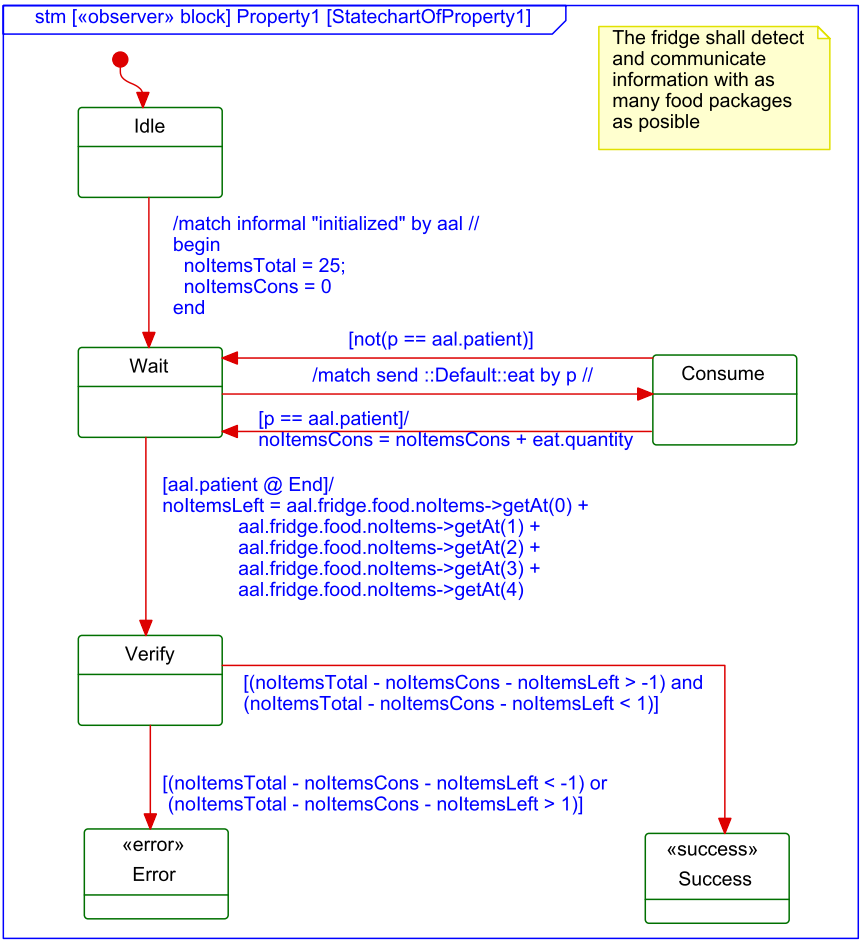 stm [«observer» block] Property1 [StatechartOfProperty1]
The fridge shall detect
and communicate
information with as
many food packages
as posible
Idle
/match informal "initialized" by aal //
begin
noItemsTotal = 25;
noItemsCons = 0
end
[not(p == aal.patient)]
Wait
/match send ::Default::eat by p //
Consume
[p == aal.patient]/
noItemsCons = noItemsCons + eat.quantity
[aal.patient @ End]/
noItemsLeft = aal.fridge.food.noItems->getAt(0) +
aal.fridge.food.noItems->getAt(1) +
aal.fridge.food.noItems->getAt(2) +
aal.fridge.food.noItems->getAt(3) +
aal.fridge.food.noItems->getAt(4)
Verify
[(noItemsTotal - noItemsCons - noItemsLeft > -1) and
(noItemsTotal - noItemsCons - noItemsLeft < 1)]
[(noItemsTotal - noItemsCons - noItemsLeft < -1) or
(noItemsTotal - noItemsCons - noItemsLeft > 1)]
«error»
Error
«success»
Success